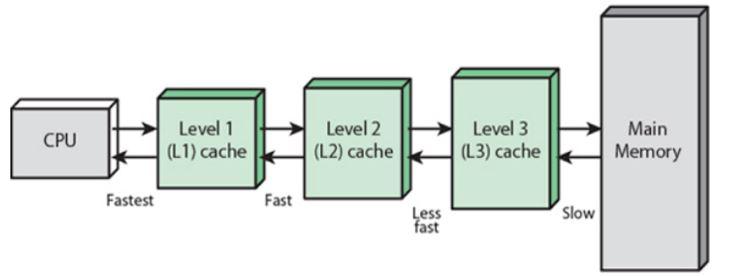 CPU
Level 1
(L1) cache
Level 2
(L2) cache
Level 3
(L3) cache
Main
Memory
Fastest
Fast
Less
fast
Slow